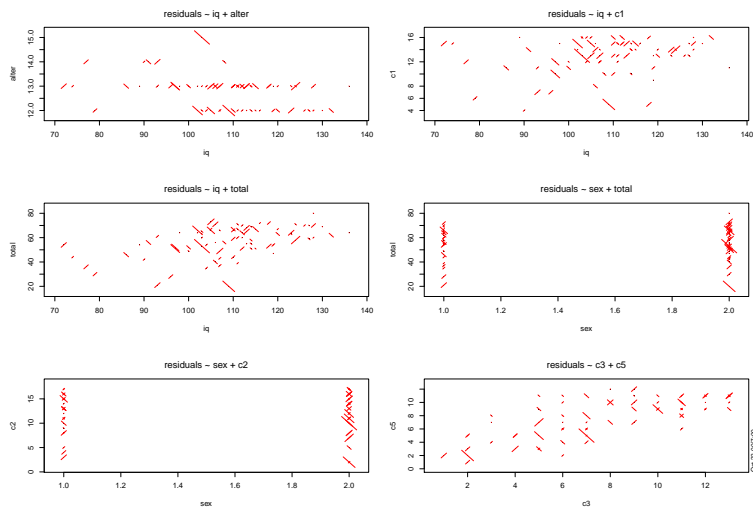 residuals ~ iq + alter
alter
12.0 13.0 14.0 15.0
70 80 90 100 110 120 130 140
iq
residuals ~ iq + c1
c1
4 6 8 12 16
70 80 90 100 110 120 130 140
iq
residuals ~ iq + total
total
20 40 60 80
70 80 90 100 110 120 130 140
iq
residuals ~ sex + total
total
20 40 60 80
1.0 1.2 1.4 1.6 1.8 2.0
sex
residuals ~ sex + c2
c2
0 5 10 15
1.0 1.2 1.4 1.6 1.8 2.0
sex
residuals ~ c3 + c5
c5
0 2 4 6 8 10
2 4 6 8 10 12
c3